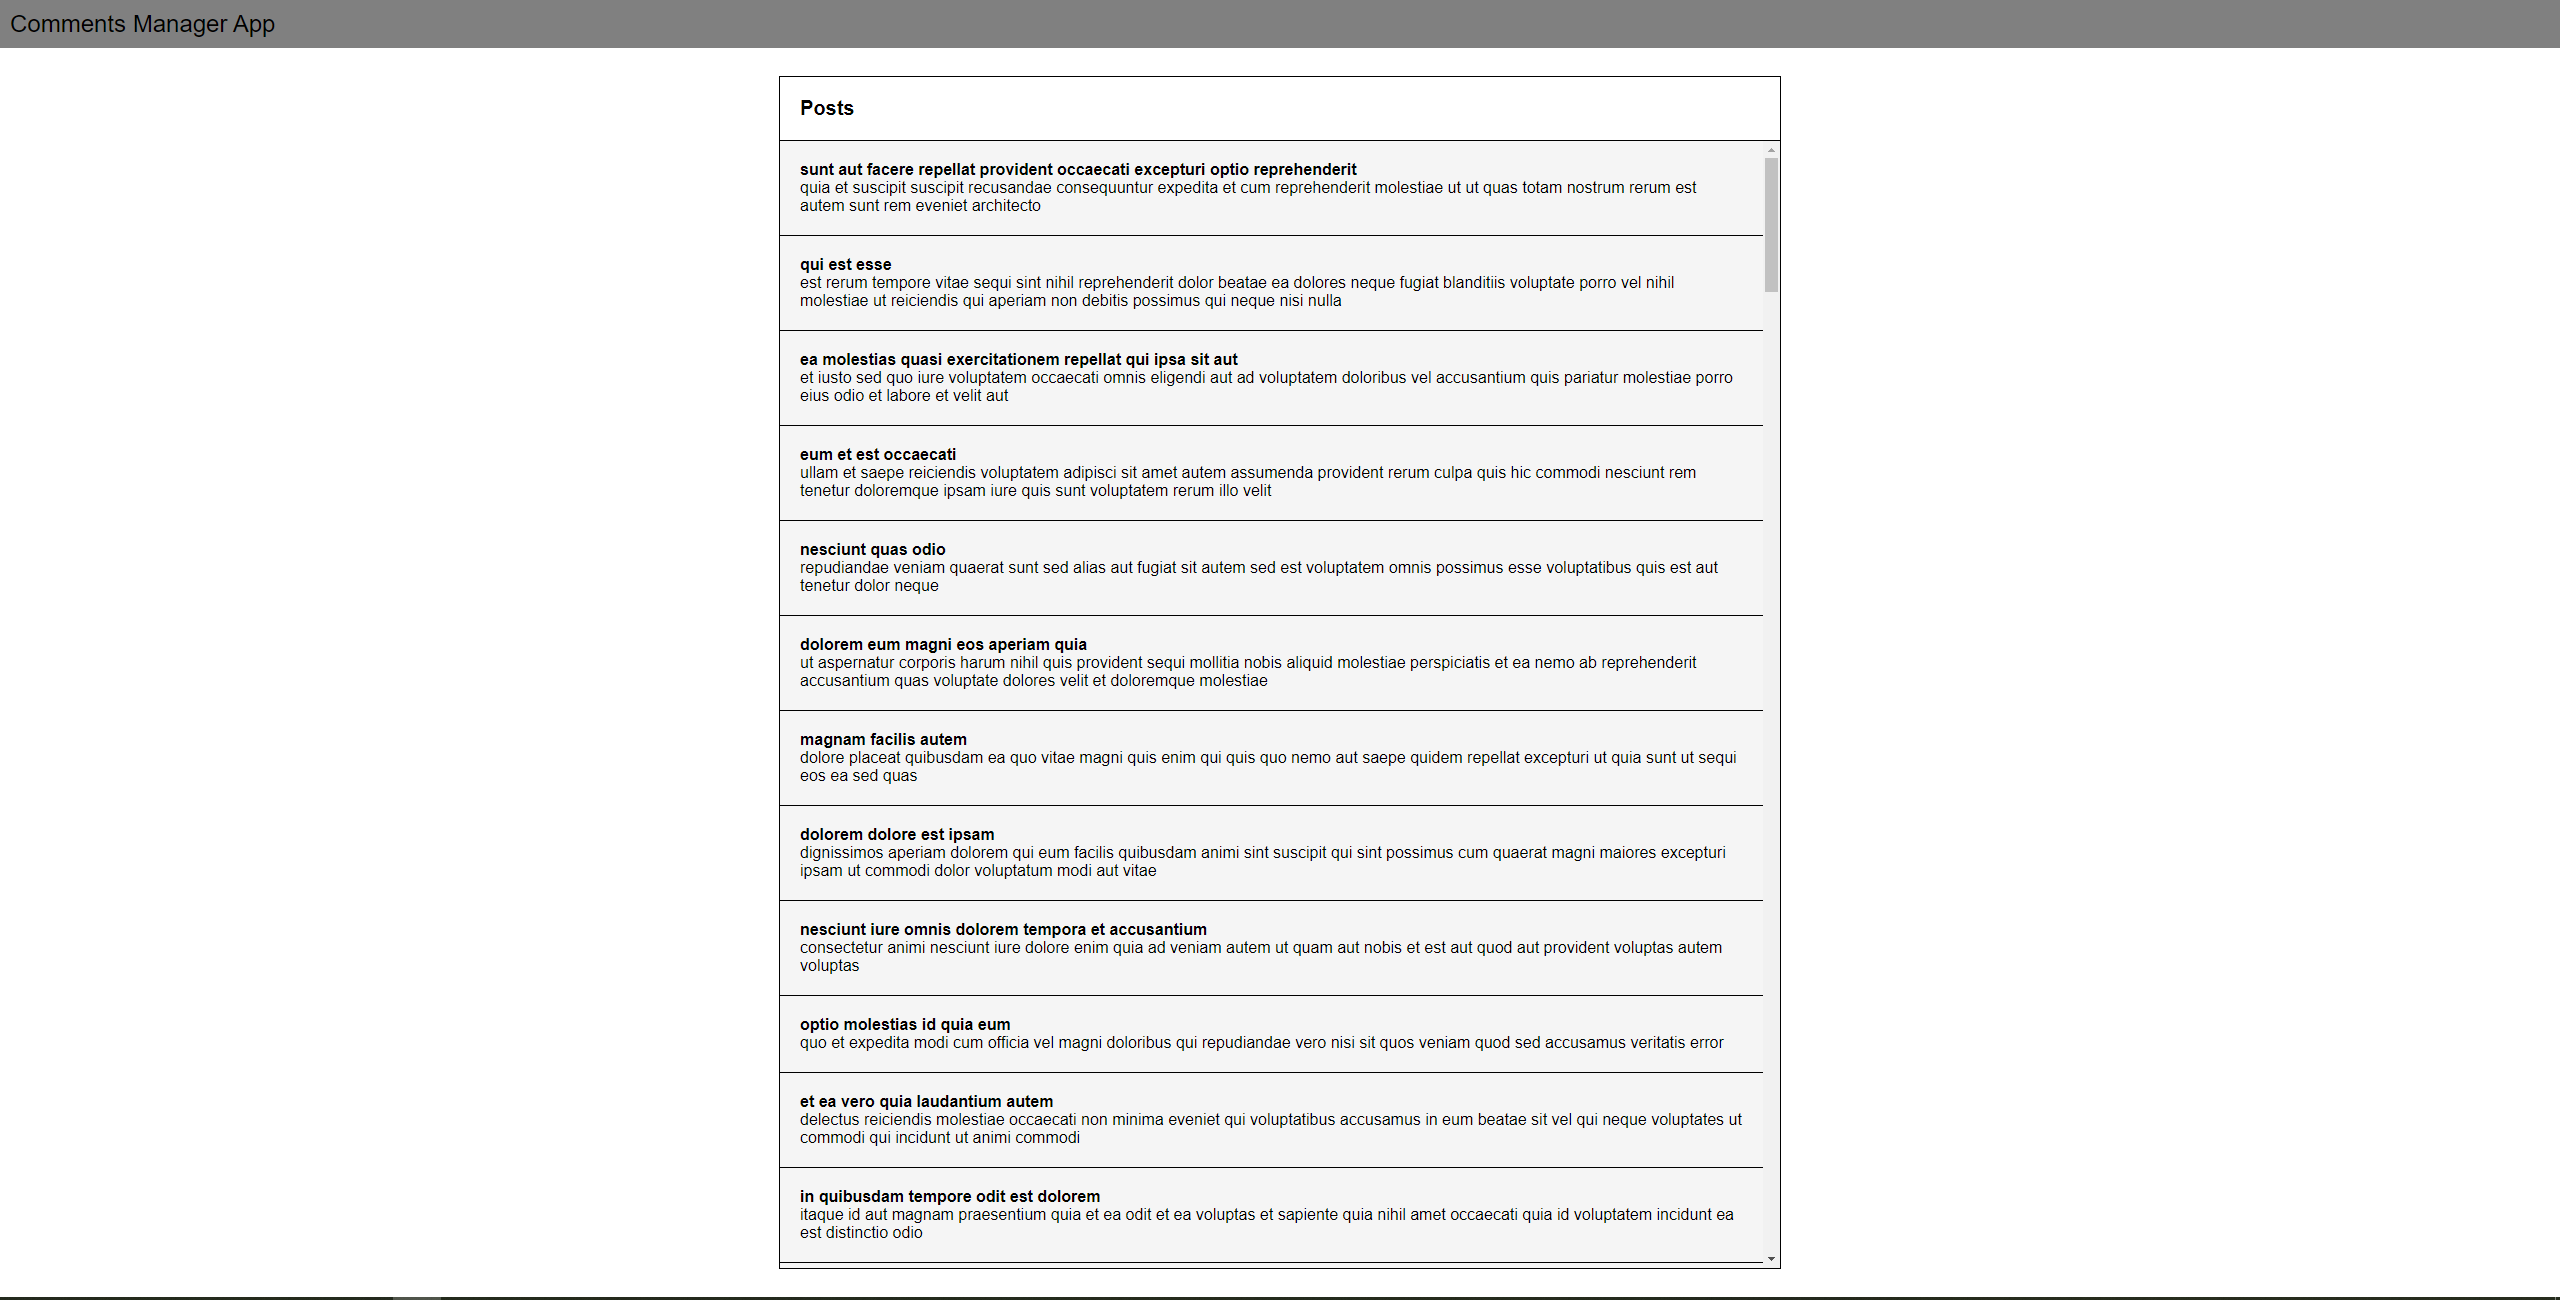 Comments Manager App
Posts
sunt aut facere repellat provident occaecati excepturi optio reprehenderit
quia et suscipit suscipit recusandae consequuntur expedita et cum reprehenderit molestiae ut ut quas totam nostrum rerum est
autem sunt rem eveniet architecto
qui est esse
est rerum tempore vitae sequi sint nihil reprehenderit dolor beatae ea dolores neque fugiat blanditiis voluptate porro vel nihil
molestiae ut reiciendis qui aperiam non debitis possimus qui neque nisi nulla
ea molestias quasi exercitationem repellat qui ipsa sit aut
et iusto sed quo iure voluptatem occaecati omnis eligendi aut ad voluptatem doloribus vel accusantium quis pariatur molestiae porro
eius odio et labore et velit aut
eum et est occaecati
ullam et saepe reiciendis voluptatem adipisci sit amet autem assumenda provident rerum culpa quis hic commodi nesciunt rem
tenetur doloremque ipsam iure quis sunt voluptatem rerum illo velit
nesciunt quas odio
repudiandae veniam quaerat sunt sed alias aut fugiat sit autem sed est voluptatem omnis possimus esse voluptatibus quis est aut
tenetur dolor neque
dolorem eum magni eos aperiam quia
ut aspernatur corporis harum nihil quis provident sequi mollitia nobis aliquid molestiae perspiciatis et ea nemo ab reprehenderit
accusantium quas voluptate dolores velit et doloremque molestiae
magnam facilis autem
dolore placeat quibusdam ea quo vitae magni quis enim qui quis quo nemo aut saepe quidem repellat excepturi ut quia sunt ut sequi
eos ea sed quas
dolorem dolore est ipsam
dignissimos aperiam dolorem qui eum facilis quibusdam animi sint suscipit qui sint possimus cum quaerat magni maiores excepturi
ipsam ut commodi dolor voluptatum modi aut vitae
nesciunt iure omnis dolorem tempora et accusantium
consectetur animi nesciunt iure dolore enim quia ad veniam autem ut quam aut nobis et est aut quod aut provident voluptas autem
voluptas
optio molestias id quia eum
quo et expedita modi cum officia vel magni doloribus qui repudiandae vero nisi sit quos veniam quod sed accusamus veritatis error
et ea vero quia laudantium autem
delectus reiciendis molestiae occaecati non minima eveniet qui voluptatibus accusamus in eum beatae sit vel qui neque voluptates ut
commodi qui incidunt ut animi commodi
in quibusdam tempore odit est dolorem
itaque id aut magnam praesentium quia et ea odit et ea voluptas et sapiente quia nihil amet occaecati quia id voluptatem incidunt ea
est distinctio odio